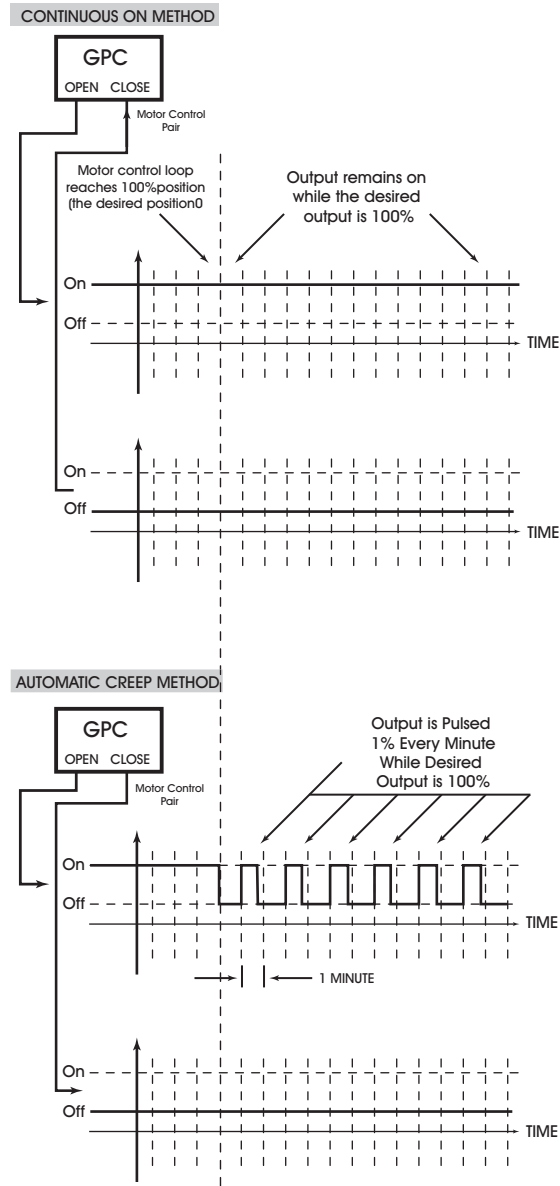 CONTINUOUS ON METHOD
GPC
OPEN CLOSE
Motor Control
Pair
Motor control loop
reaches 100%position
(the desired position0
Output remains on
while the desired
output is 100%
On
Off
TIME
On
Off
TIME
AUTOMATIC CREEP METHOD
GPC
OPEN CLOSE
Motor Control
Pair
Output is Pulsed
1% Every Minute
While Desired
Output is 100%
On
Off
TIME
1 MINUTE
On
Off
TIME